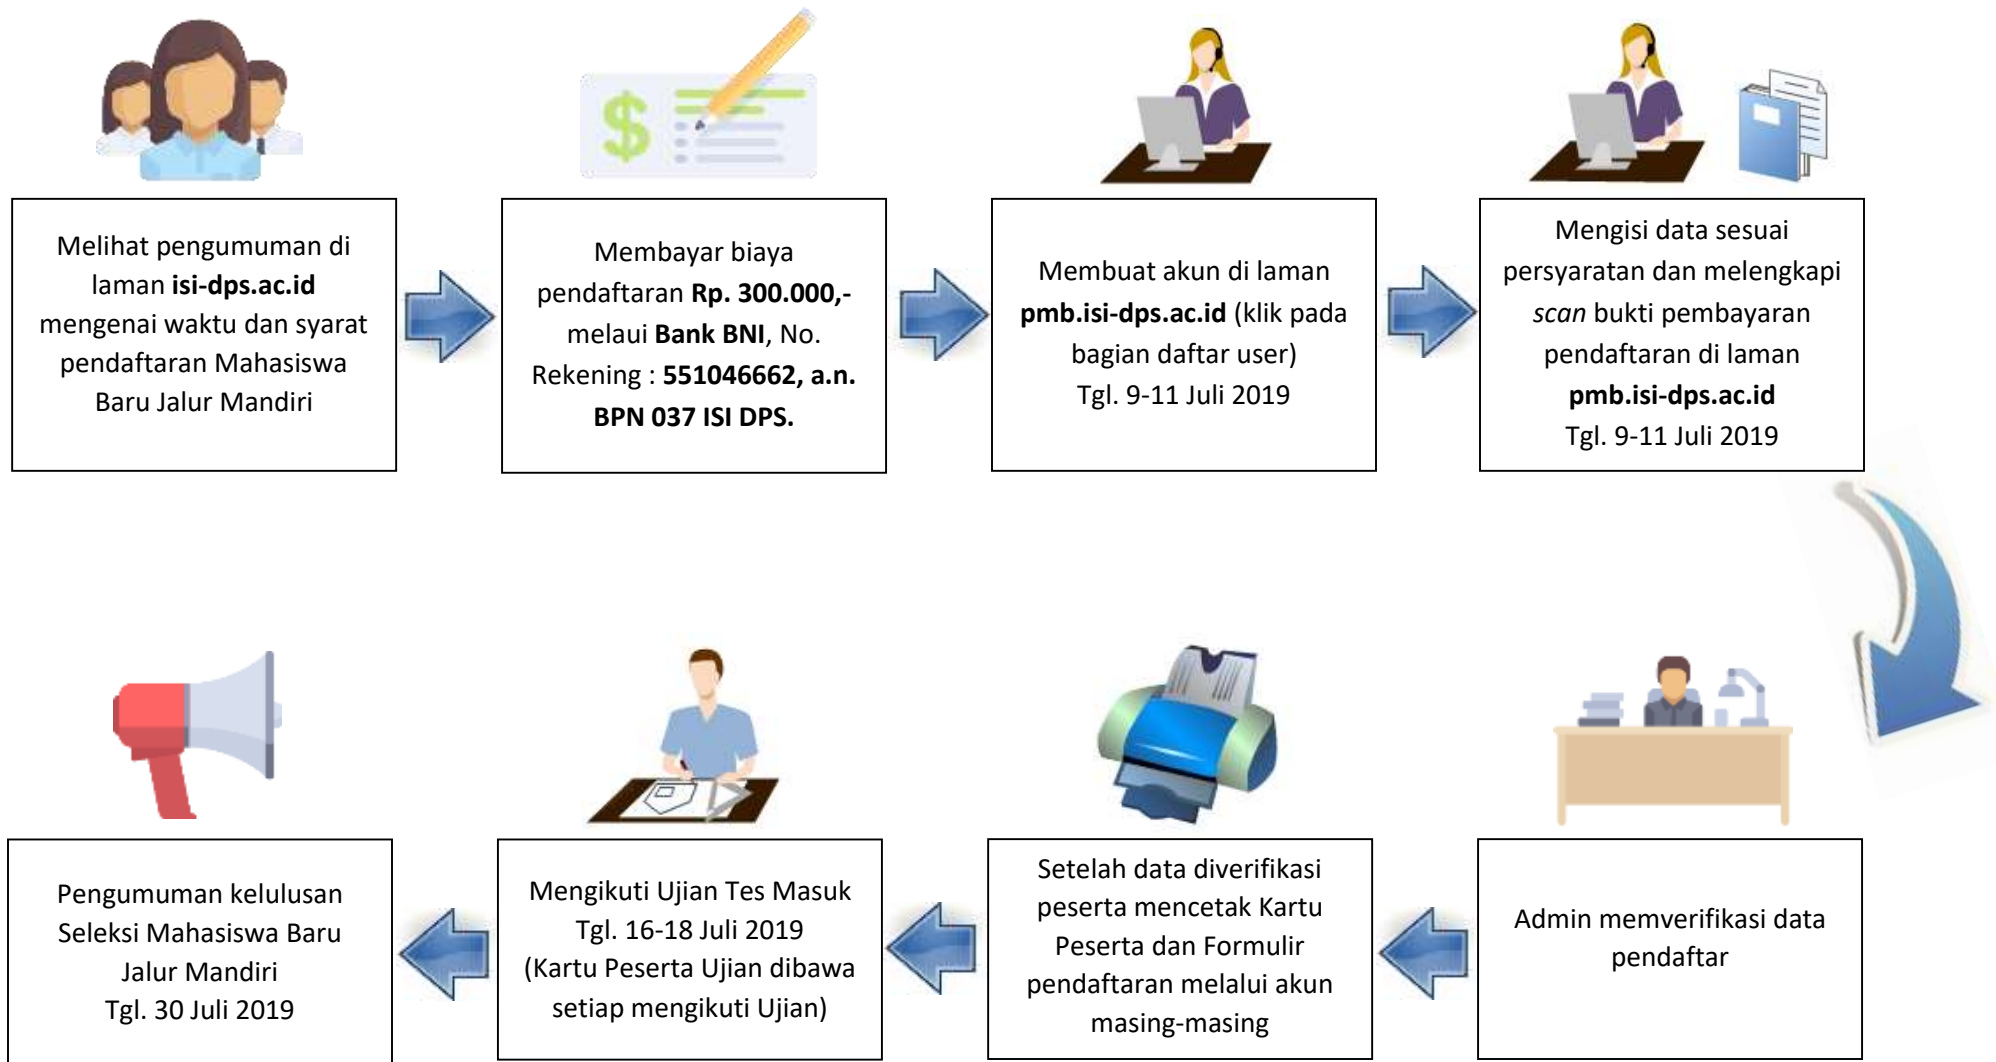 Melihat pengumuman di
laman isi-dps.ac.id
mengenai waktu dan syarat
pendaftaran Mahasiswa
Baru Jalur Mandiri
Membayar biaya
pendaftaran Rp. 300.000,-
melaui Bank BNI, No.
Rekening : 551046662, a.n.
BPN 037 ISI DPS.
Membuat akun di laman
pmb.isi-dps.ac.id (klik pada
bagian daftar user)
Tgl. 9-11 Juli 2019
Mengisi data sesuai
persyaratan dan melengkapi
scan bukti pembayaran
pendaftaran di laman
pmb.isi-dps.ac.id
Tgl. 9-11 Juli 2019
Admin memverifikasi data
pendaftar
Setelah data diverifikasi
peserta mencetak Kartu
Peserta dan Formulir
pendaftaran melalui akun
masing-masing
Mengikuti Ujian Tes Masuk
Tgl. 16-18 Juli 2019
(Kartu Peserta Ujian dibawa
setiap mengikuti Ujian)
Pengumuman kelulusan
Seleksi Mahasiswa Baru
Jalur Mandiri
Tgl. 30 Juli 2019